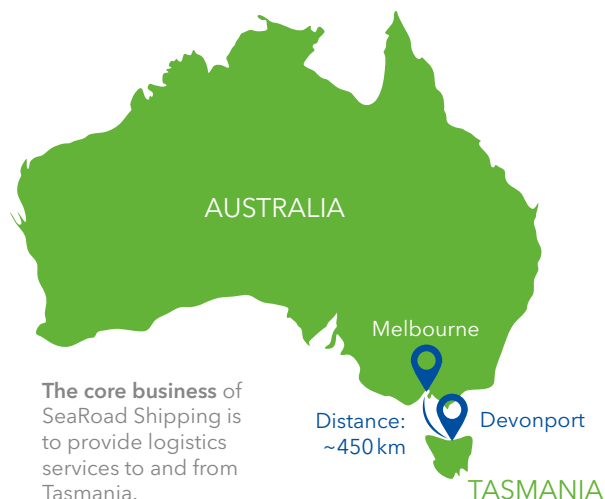 AUSTRALIA
Melbourne
The core business of
SeaRoad Shipping is
to provide logistics
services to and from
Tasmania.
Distance:
~450 km
Devonport
TASMANIA